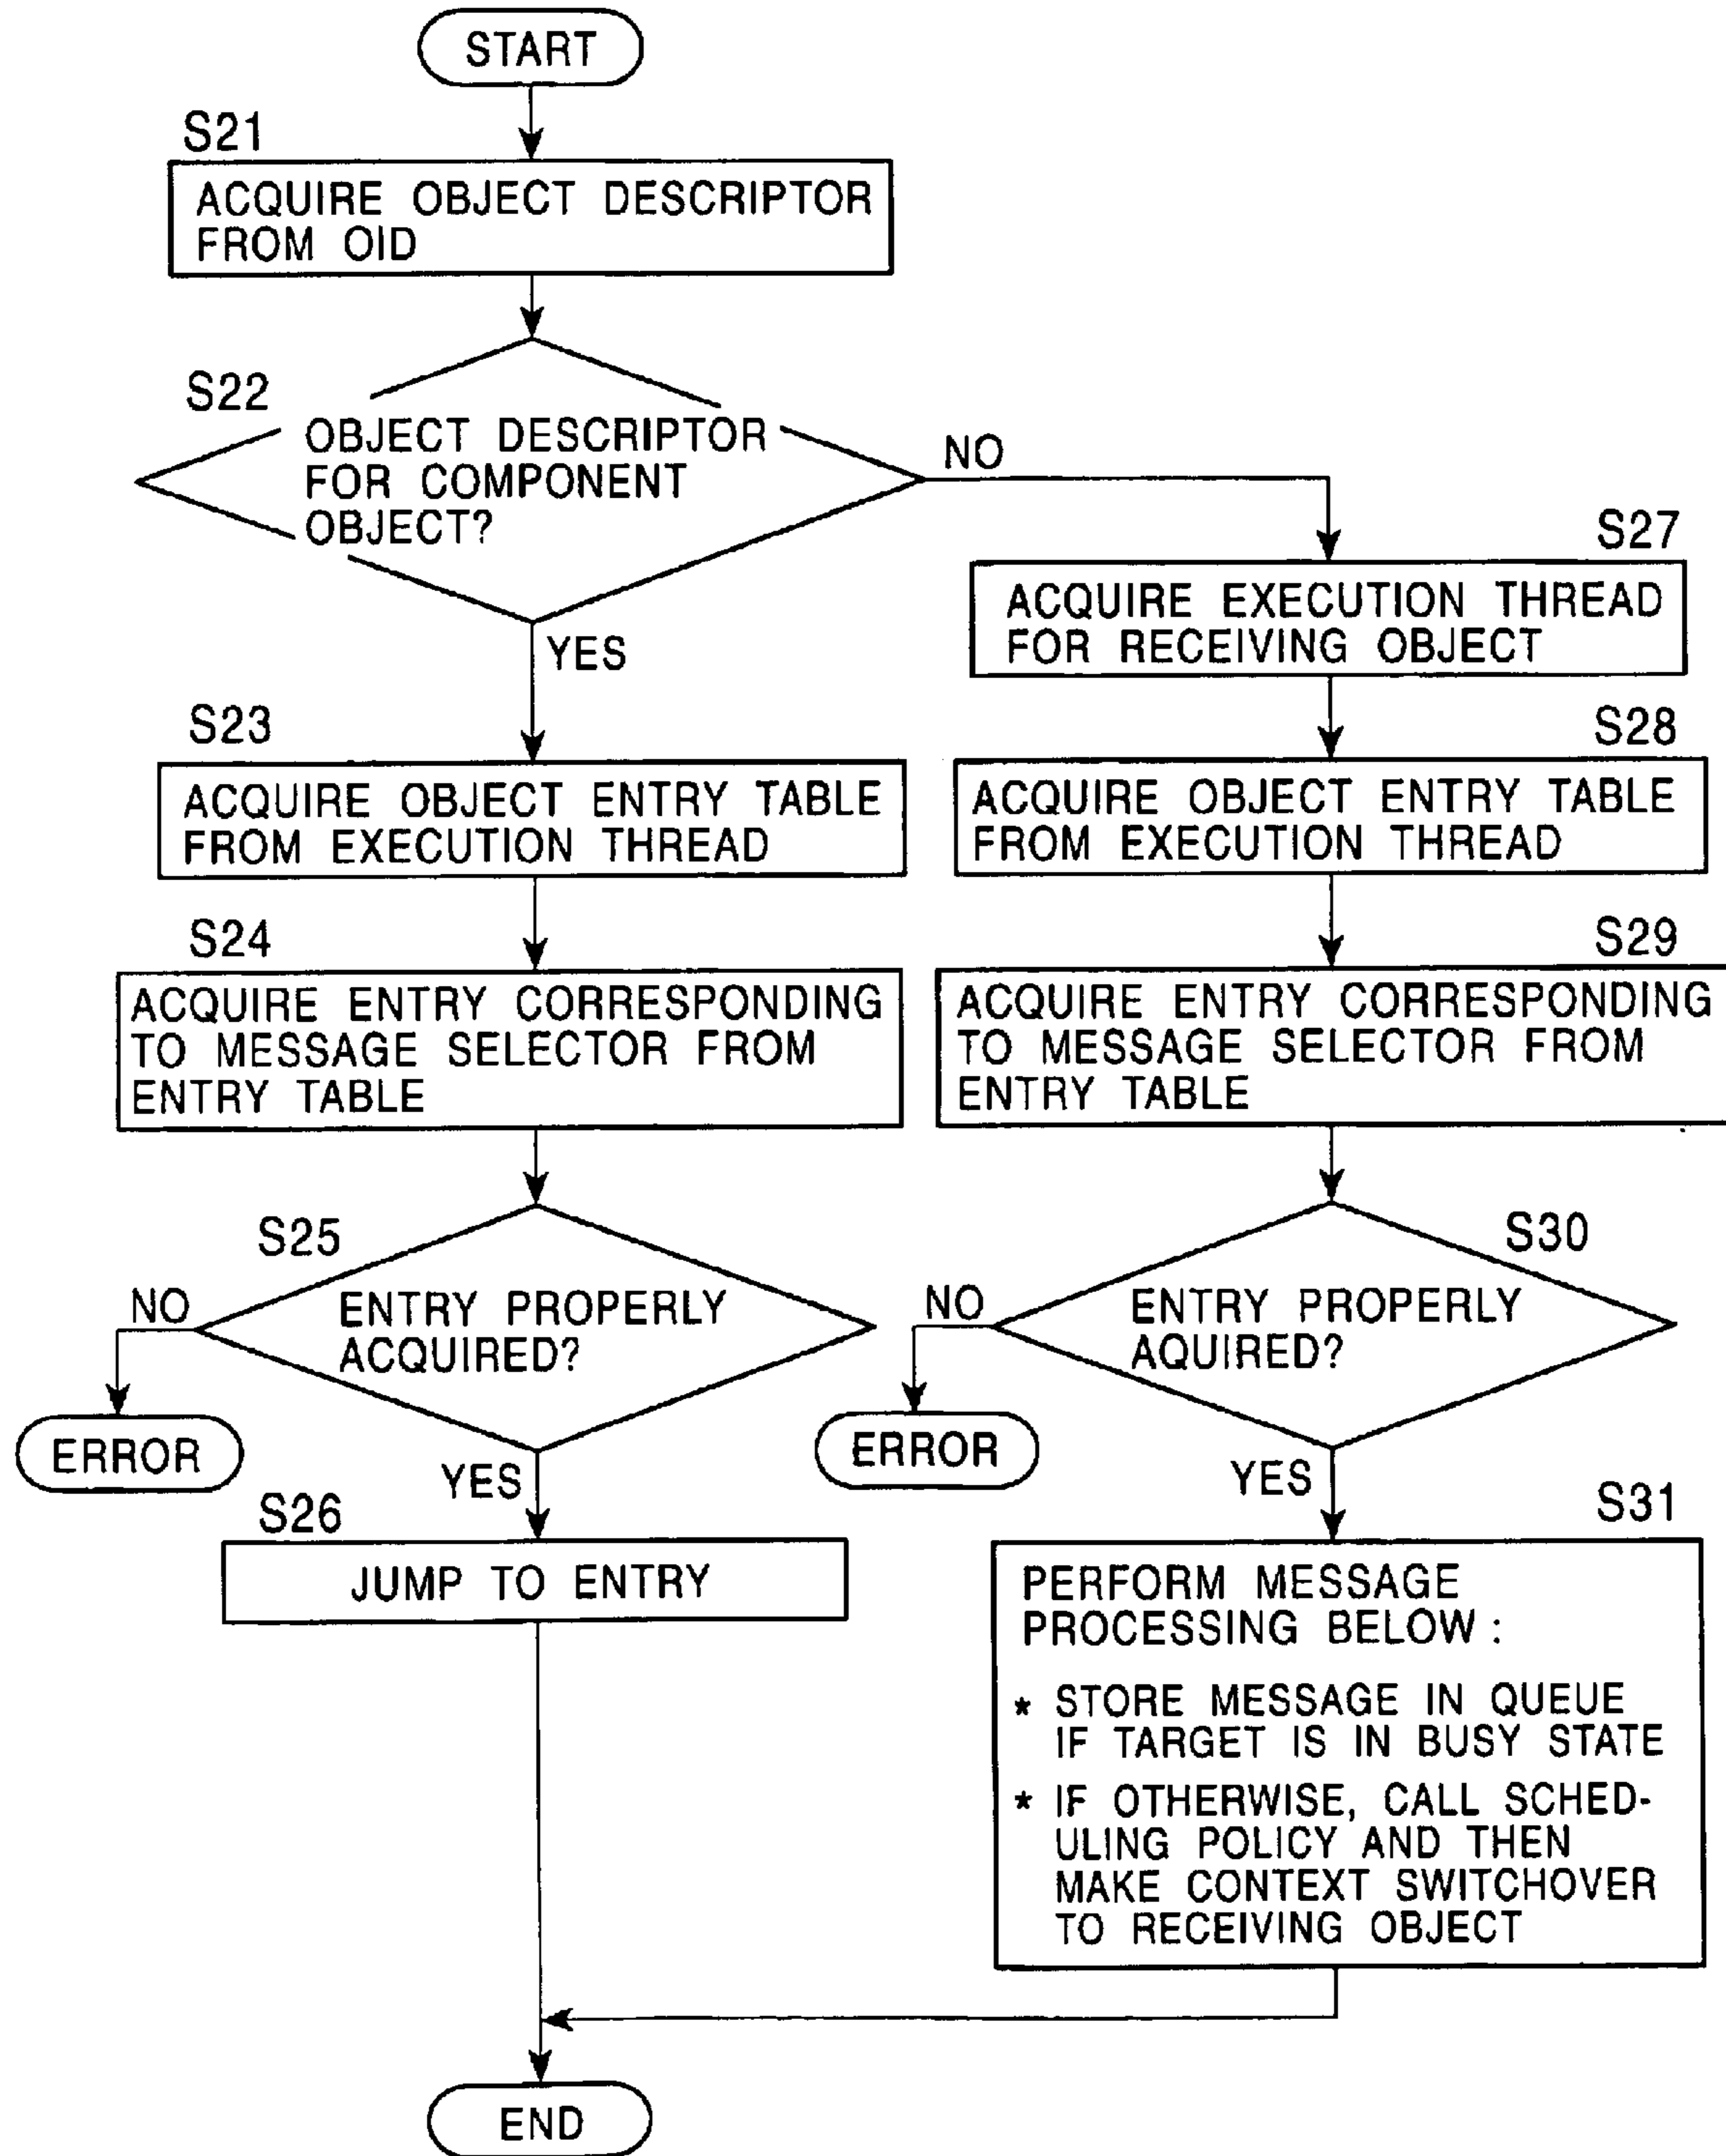 START
S21
ACQUIRE OBJECT DESCRIPTOR
FROM OID
S22
OBJECT DESCRIPTOR
FOR COMPONENT
OBJECT?
NO
YES
S23
ACQUIRE OBJECT ENTRY TABLE
FROM EXECUTION THREAD
S24
ACQUIRE ENTRY CORRESPONDING
TO MESSAGE SELECTOR FROM
ENTRY TABLE
S25
ENTRY PROPERLY
ACQUIRED?
NO
ERROR
YES
S26
JUMP TO ENTRY
S27
ACQUIRE EXECUTION THREAD
FOR RECEIVING OBJECT
S28
ACQUIRE OBJECT ENTRY TABLE
FROM EXECUTION THREAD
S29
ACQUIRE ENTRY CORRESPONDING
TO MESSAGE SELECTOR FROM
ENTRY TABLE
S30
ENTRY PROPERLY
AQUIRED?
NO
ERROR
YES
S31
PERFORM MESSAGE
PROCESSING BELOW :
* STORE MESSAGE IN QUEUE
IF TARGET IS IN BUSY STATE
* IF OTHERWISE, CALL SCHED-
ULING POLICY AND THEN
MAKE CONTEXT SWITCHOVER
TO RECEIVING OBJECT
END